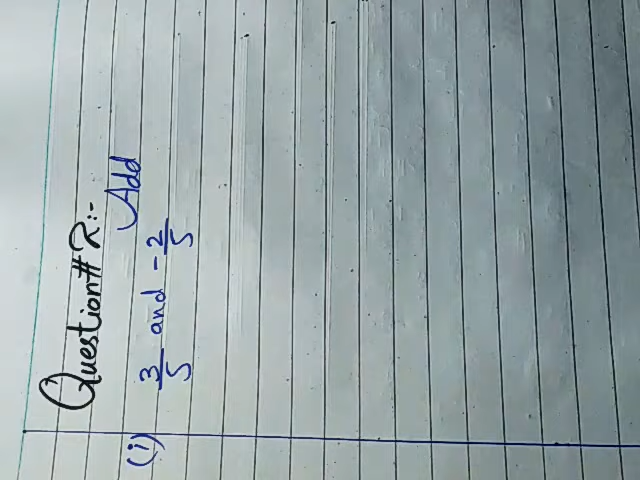 Question # 2:-
Add
(i) 3/5 and -2/5